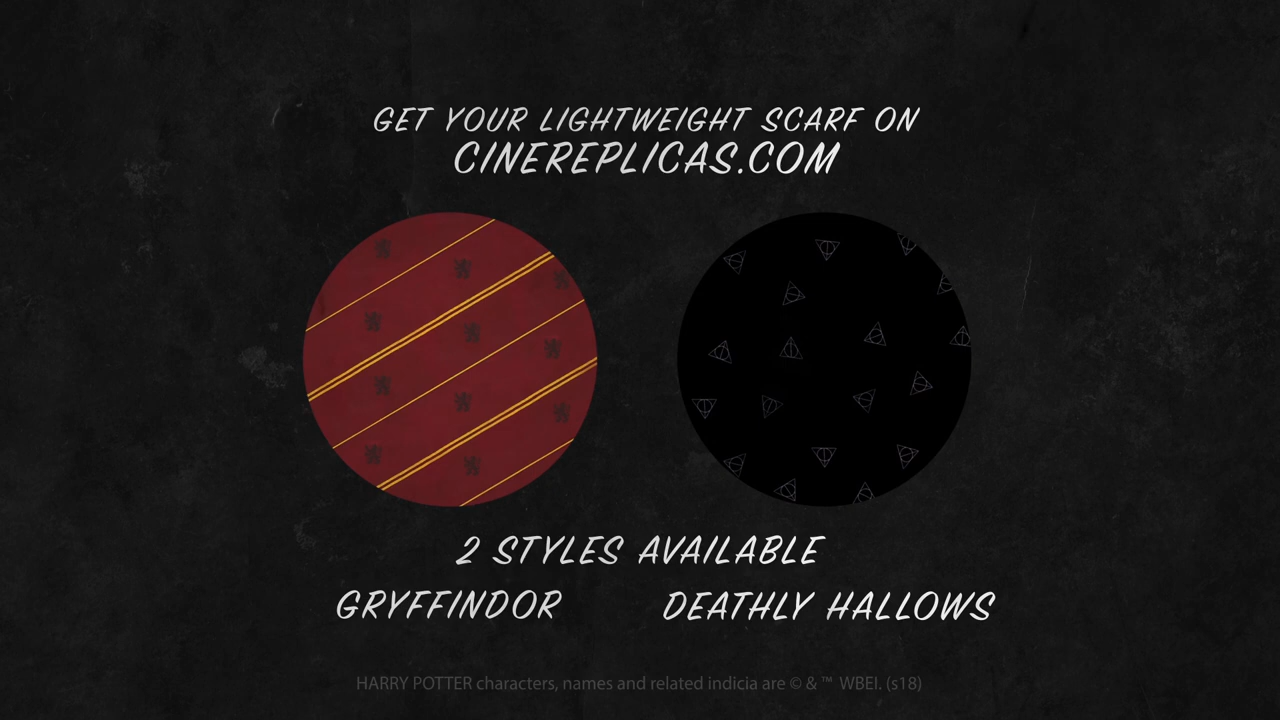 GET YOUR LIGHTWEIGHT SCARF ON
CINEREPLICAS.COM
2 STYLES AVAILABLE
GRYFFINDOR
DEATHLY HALLOWS
HARRY POTTER characters, names and related indicia are © & ™ WBEI. (s18)